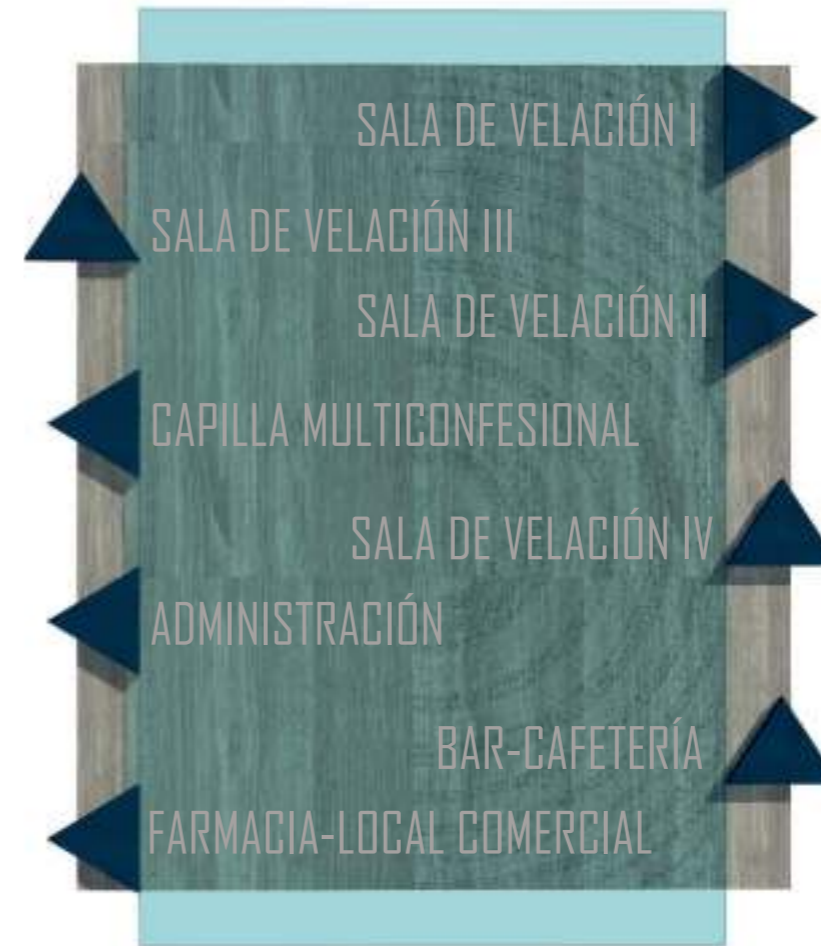 SALA DE VELACIÓN I
SALA DE VELACIÓN III
SALA DE VELACIÓN II
CAPILLA MULTICONFESIONAL
SALA DE VELACIÓN IV
ADMINISTRACIÓN
BAR-CAFETERÍA
FARMACIA-LOCAL COMERCIAL